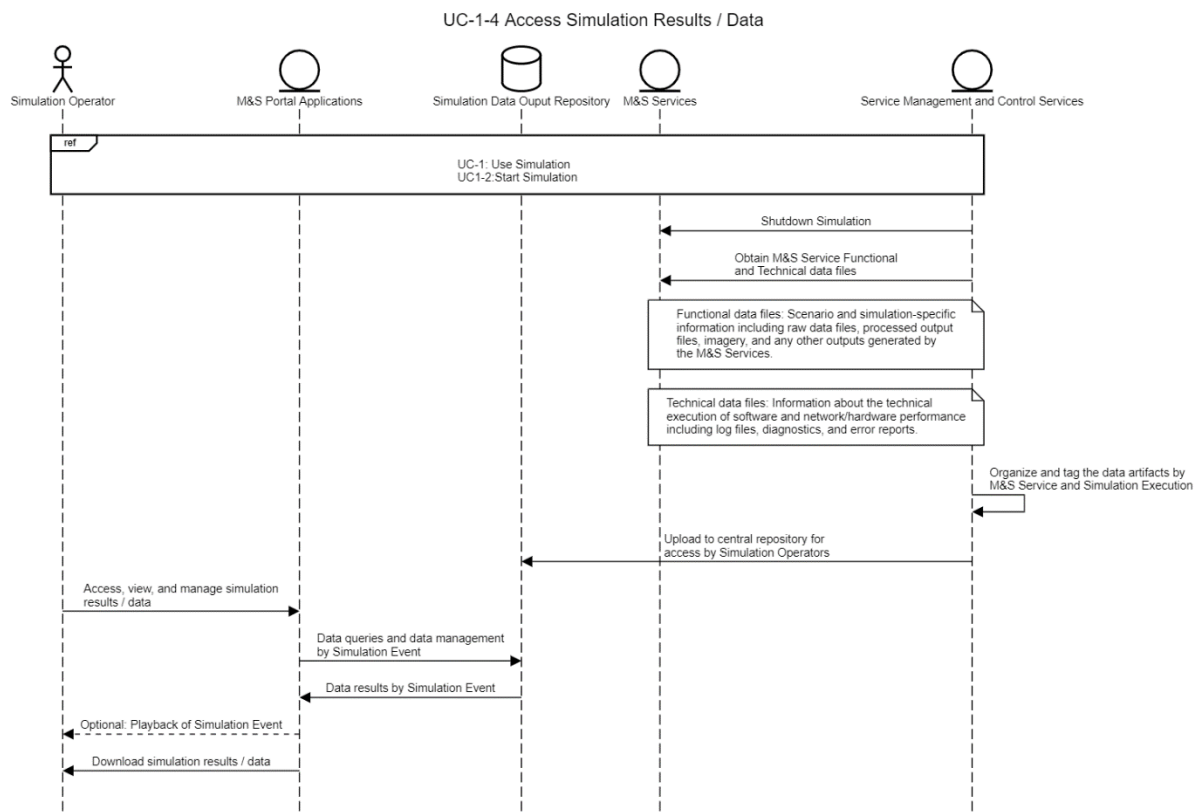 UC-1-4 Access Simulation Results / Data
Simulation Operator
M&S Portal Applications
Simulation Data Ouput Repository
M&S Services
Service Management and Control Services
ref
UC-1: Use Simulation
UC1-2:Start Simulation
Shutdown Simulation
Obtain M&S Service Functional
and Technical data files
Functional data files: Scenario and simulation-specific
information including raw data files, processed output
files, imagery, and any other outputs generated by
the M&S Services.
Technical data files: Information about the technical
execution of software and network/hardware performance
including log files, diagnostics, and error reports.
Organize and tag the data artifacts by
M&S Service and Simulation Execution
Upload to central repository for
access by Simulation Operators
Access, view, and manage simulation
results / data
Data queries and data management
by Simulation Event
Data results by Simulation Event
Optional: Playback of Simulation Event
Download simulation results / data